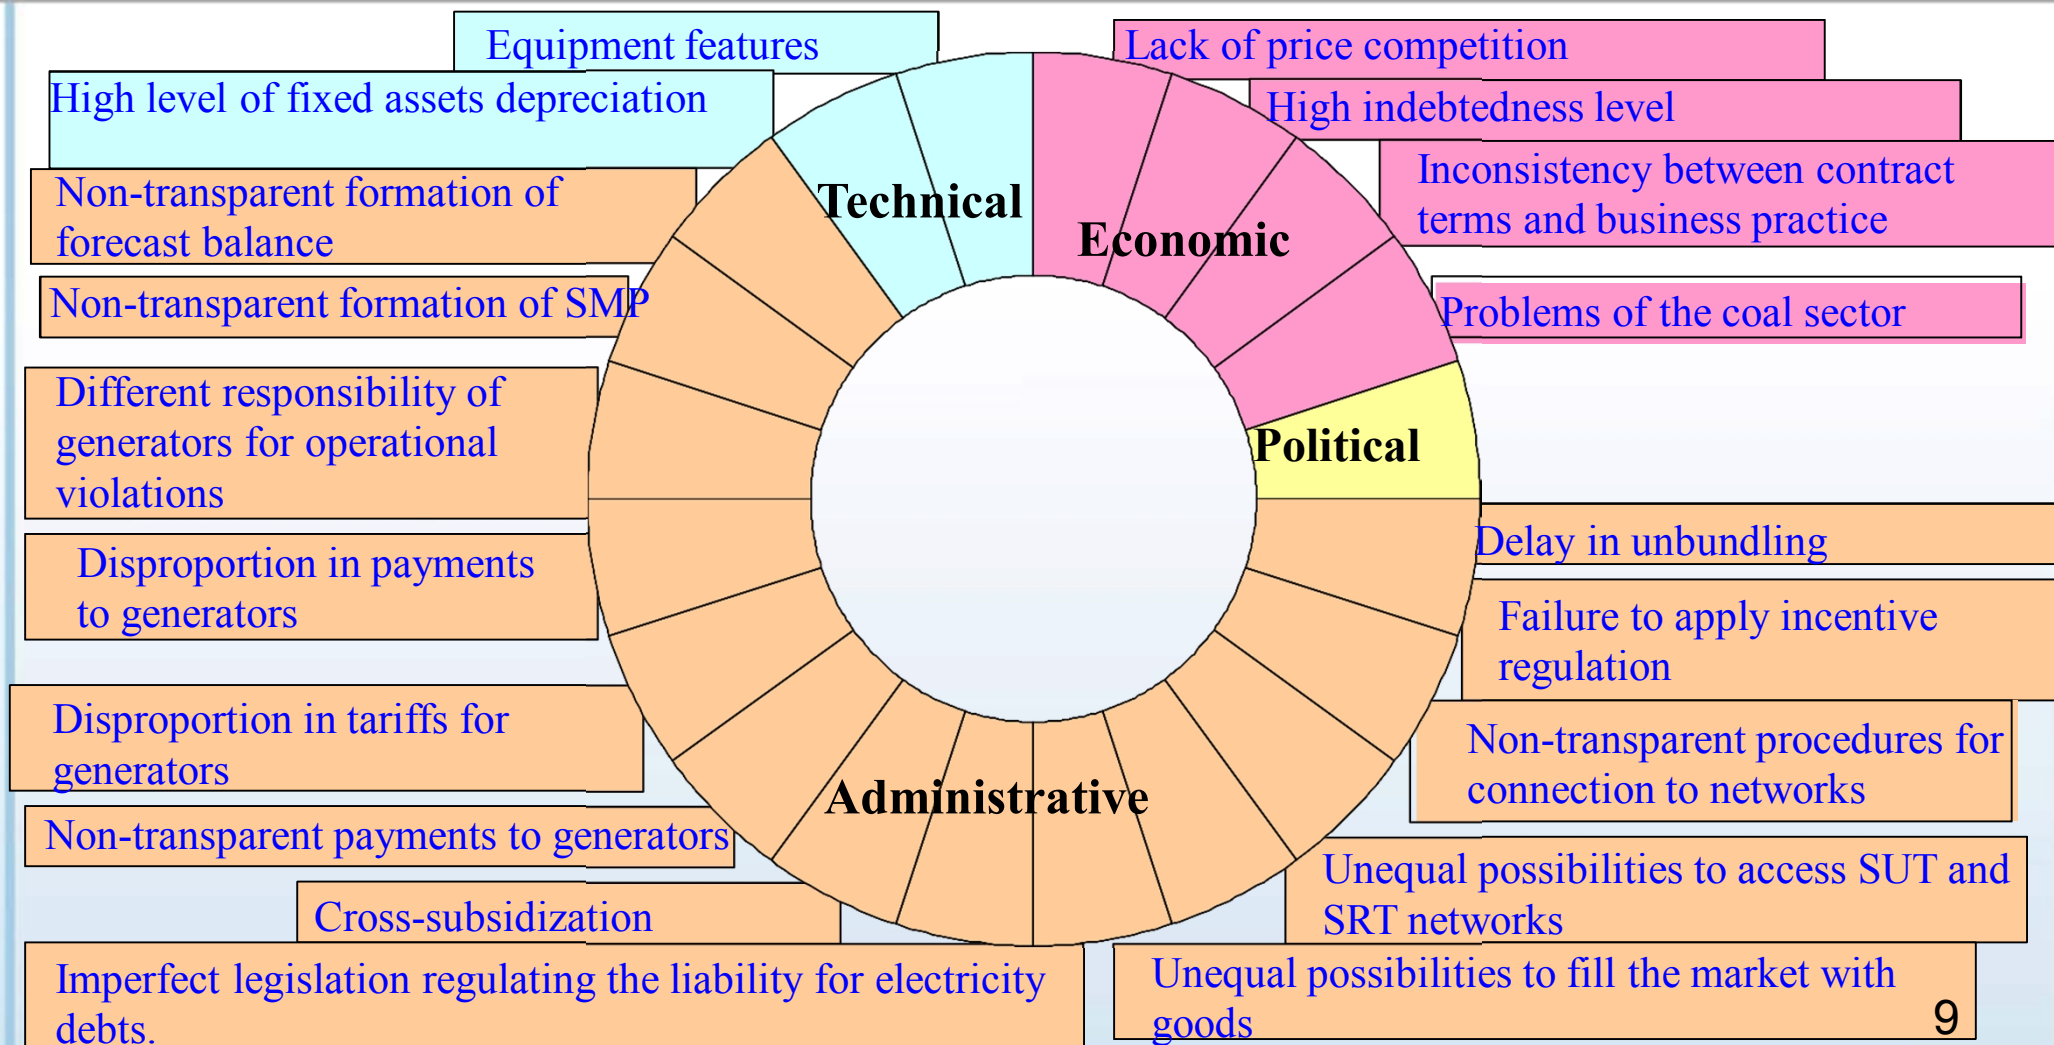 Equipment features
High level of fixed assets depreciation
Non-transparent formation of
forecast balance
Non-transparent formation of SMP
Different responsibility of
generators for operational
violations
Disproportion in payments
to generators
Disproportion in tariffs for
generators
Non-transparent payments to generators
Cross-subsidization
Imperfect legislation regulating the liability for electricity
debts.
Technical
Economic
Political
Administrative
Lack of price competition
High indebtedness level
Inconsistency between contract
terms and business practice
Problems of the coal sector
Delay in unbundling
Failure to apply incentive
regulation
Non-transparent procedures for
connection to networks
Unequal possibilities to access SUT and
SRT networks
Unequal possibilities to fill the market with
goods
9